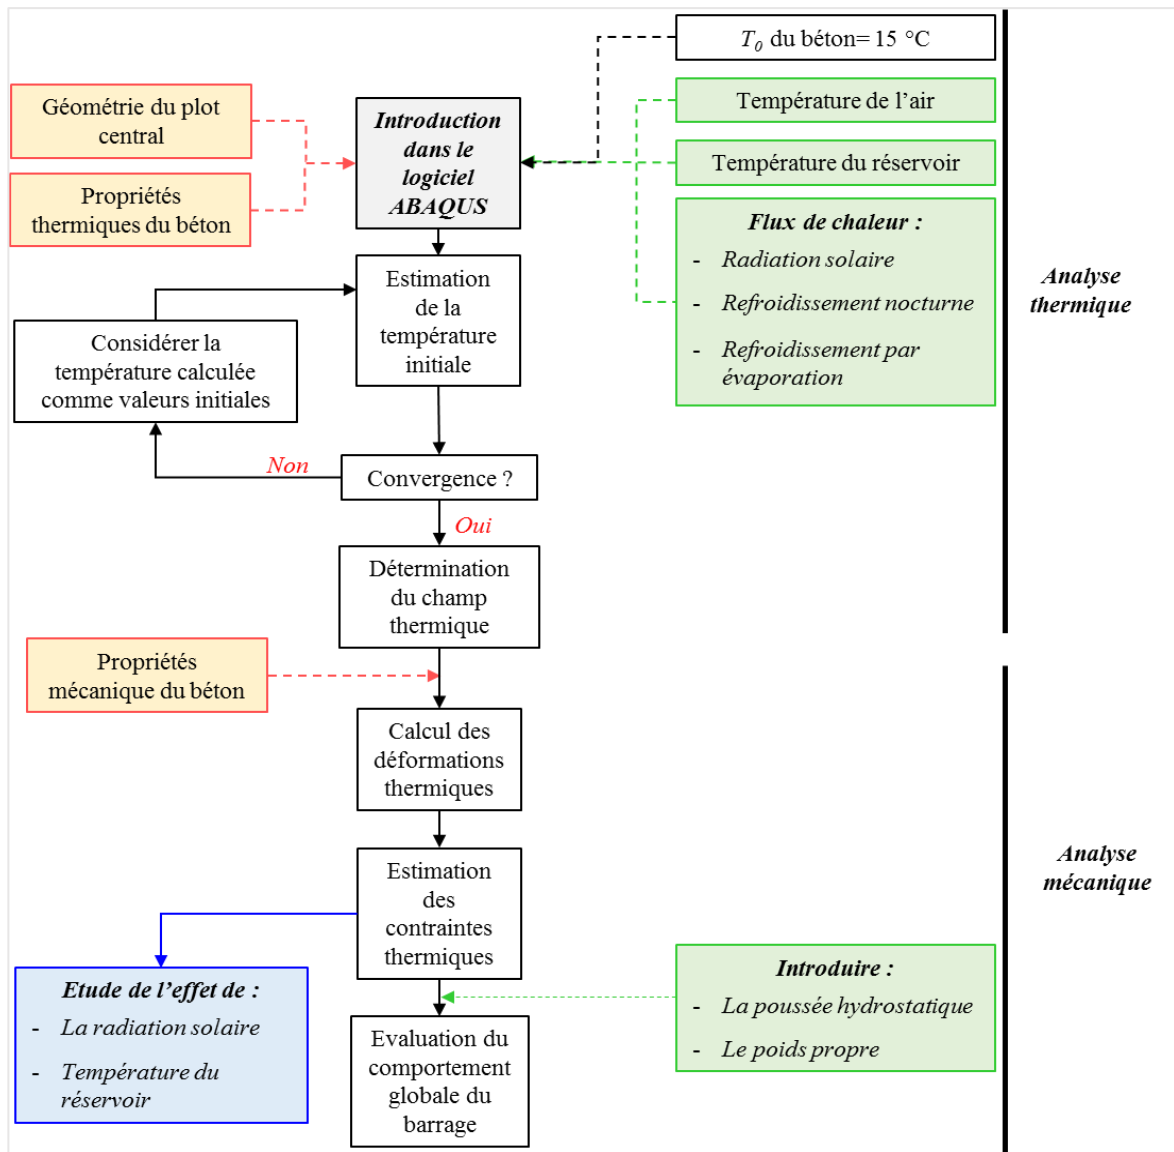 T0 du béton= 15 °C
Géométrie du plot
central
Propriétés
thermiques du béton
Introduction
dans le
logiciel
ABAQUS
Température de l’air
Température du réservoir
Flux de chaleur :
- Radiation solaire
- Refroidissement nocturne
- Refroidissement par
évaporation
Analyse
thermique
Estimation
de la
température
initiale
Considérer la
température calculée
comme valeurs initiales
Non
Convergence ?
Oui
Détermination
du champ
thermique
Propriétés
mécanique du béton
Calcul des
déformations
thermiques
Estimation
des
contraintes
thermiques
Analyse
mécanique
Etude de l’effet de :
- La radiation solaire
- Température du
réservoir
Introduire :
- La poussée hydrostatique
- Le poids propre
Evaluation du
comportement
globale du
barrage